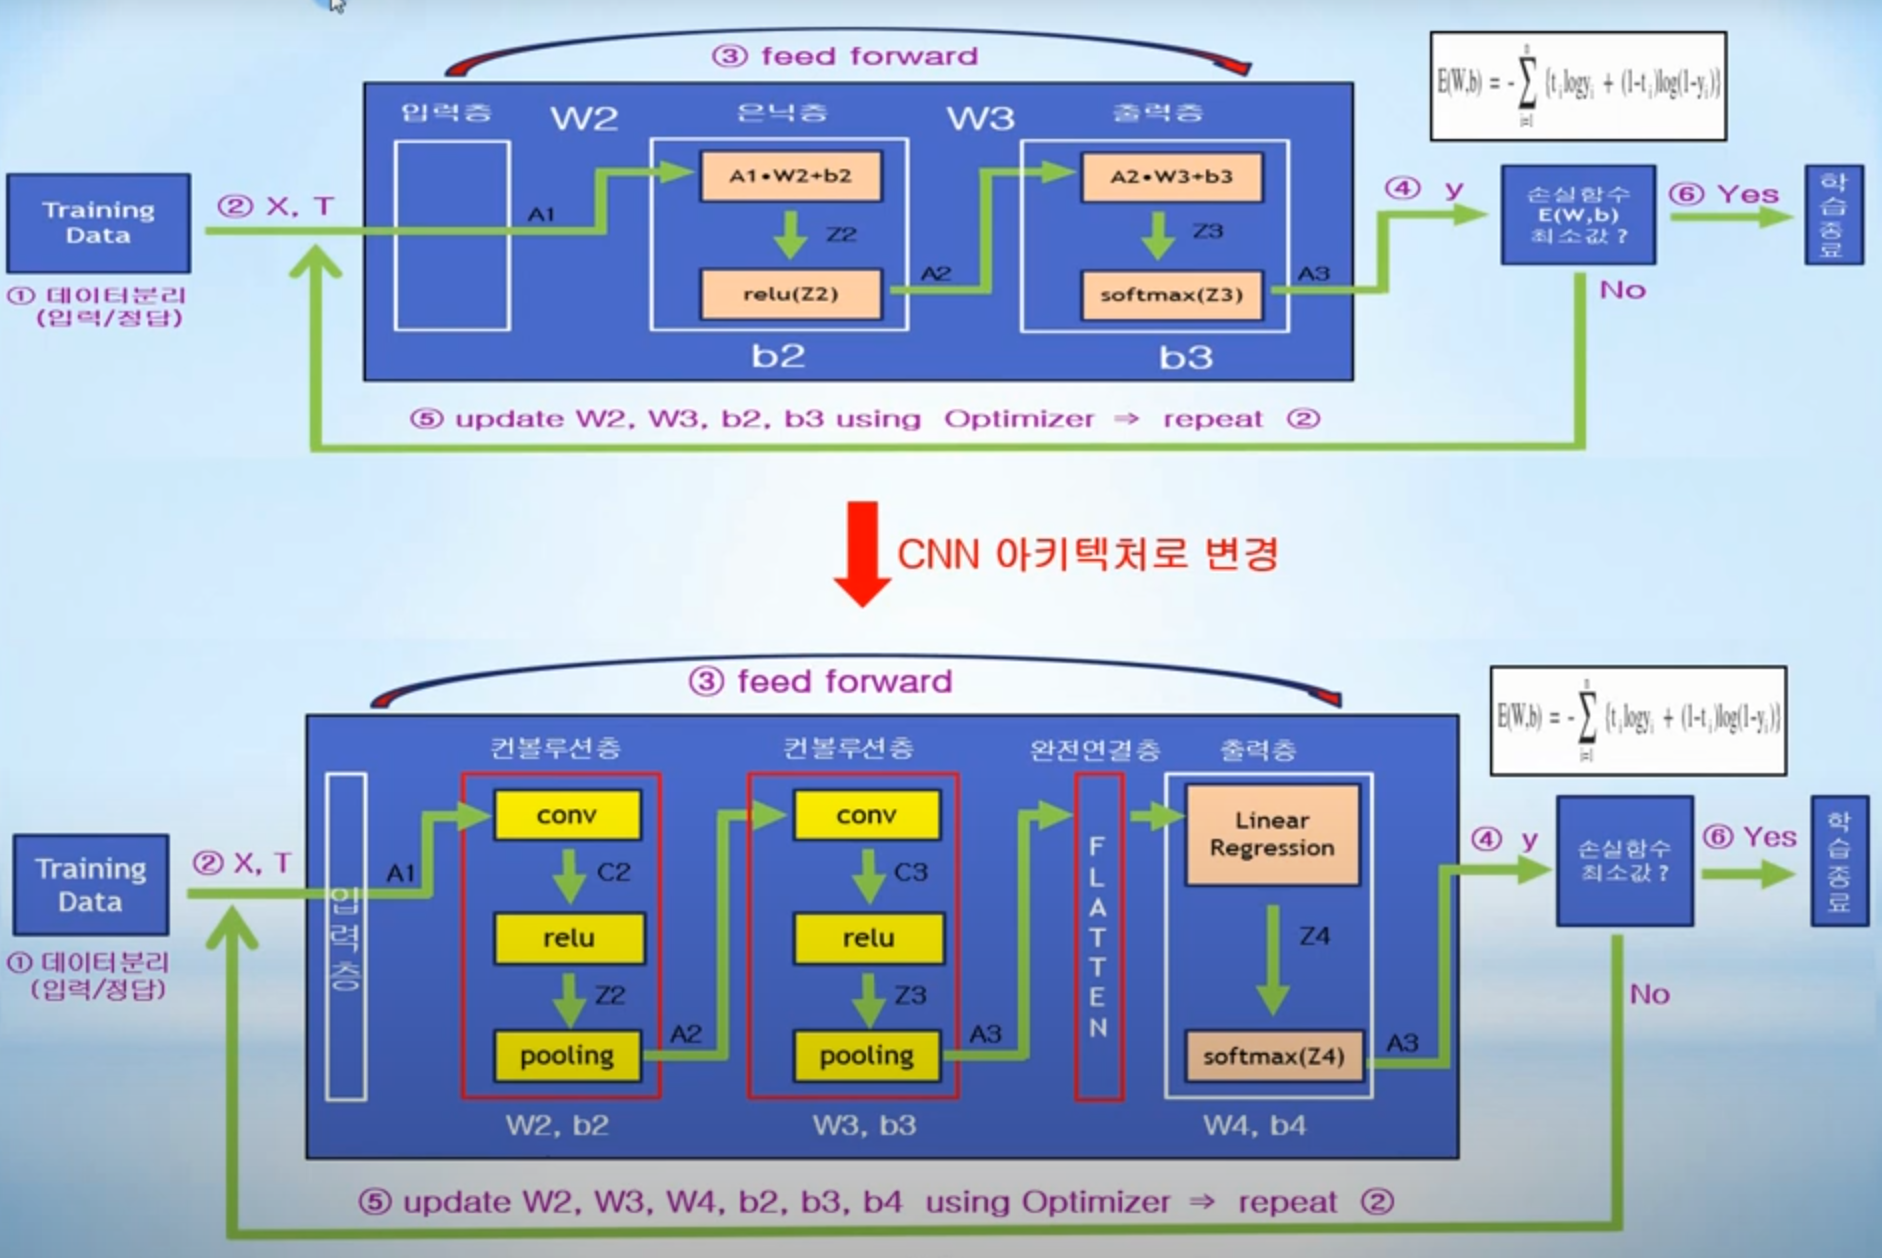 ③ feed forward
E(W,b) = -∑{t_i logy_i + (1-t_i)log(1-y_i)}
n
i=1
입력층
W2
은닉층
W3
출력층
Training
Data
② X, T
① 데이터분리
(입력/정답)
A1
A1•W2+b2
Z2
relu(Z2)
A2
b2
A2•W3+b3
Z3
softmax(Z3)
A3
b3
④ y
손실함수
E(W,b)
최소값 ?
⑥ Yes
학습종료
No
⑤ update W2, W3, b2, b3 using Optimizer ⇒ repeat ②
CNN 아키텍처로 변경
③ feed forward
E(W,b) = -∑{t_i logy_i + (1-t_i)log(1-y_i)}
n
i=1
컨볼루션층
컨볼루션층
완전연결층
출력층
Training
Data
② X, T
① 데이터분리
(입력/정답)
입력층
A1
conv
C2
relu
Z2
pooling
A2
W2, b2
conv
C3
relu
Z3
pooling
A3
W3, b3
FLATTEN
Linear
Regression
Z4
softmax(Z4)
A3
W4, b4
④ y
손실함수
최소값 ?
⑥ Yes
학습종료
No
⑤ update W2, W3, W4, b2, b3, b4 using Optimizer ⇒ repeat ②